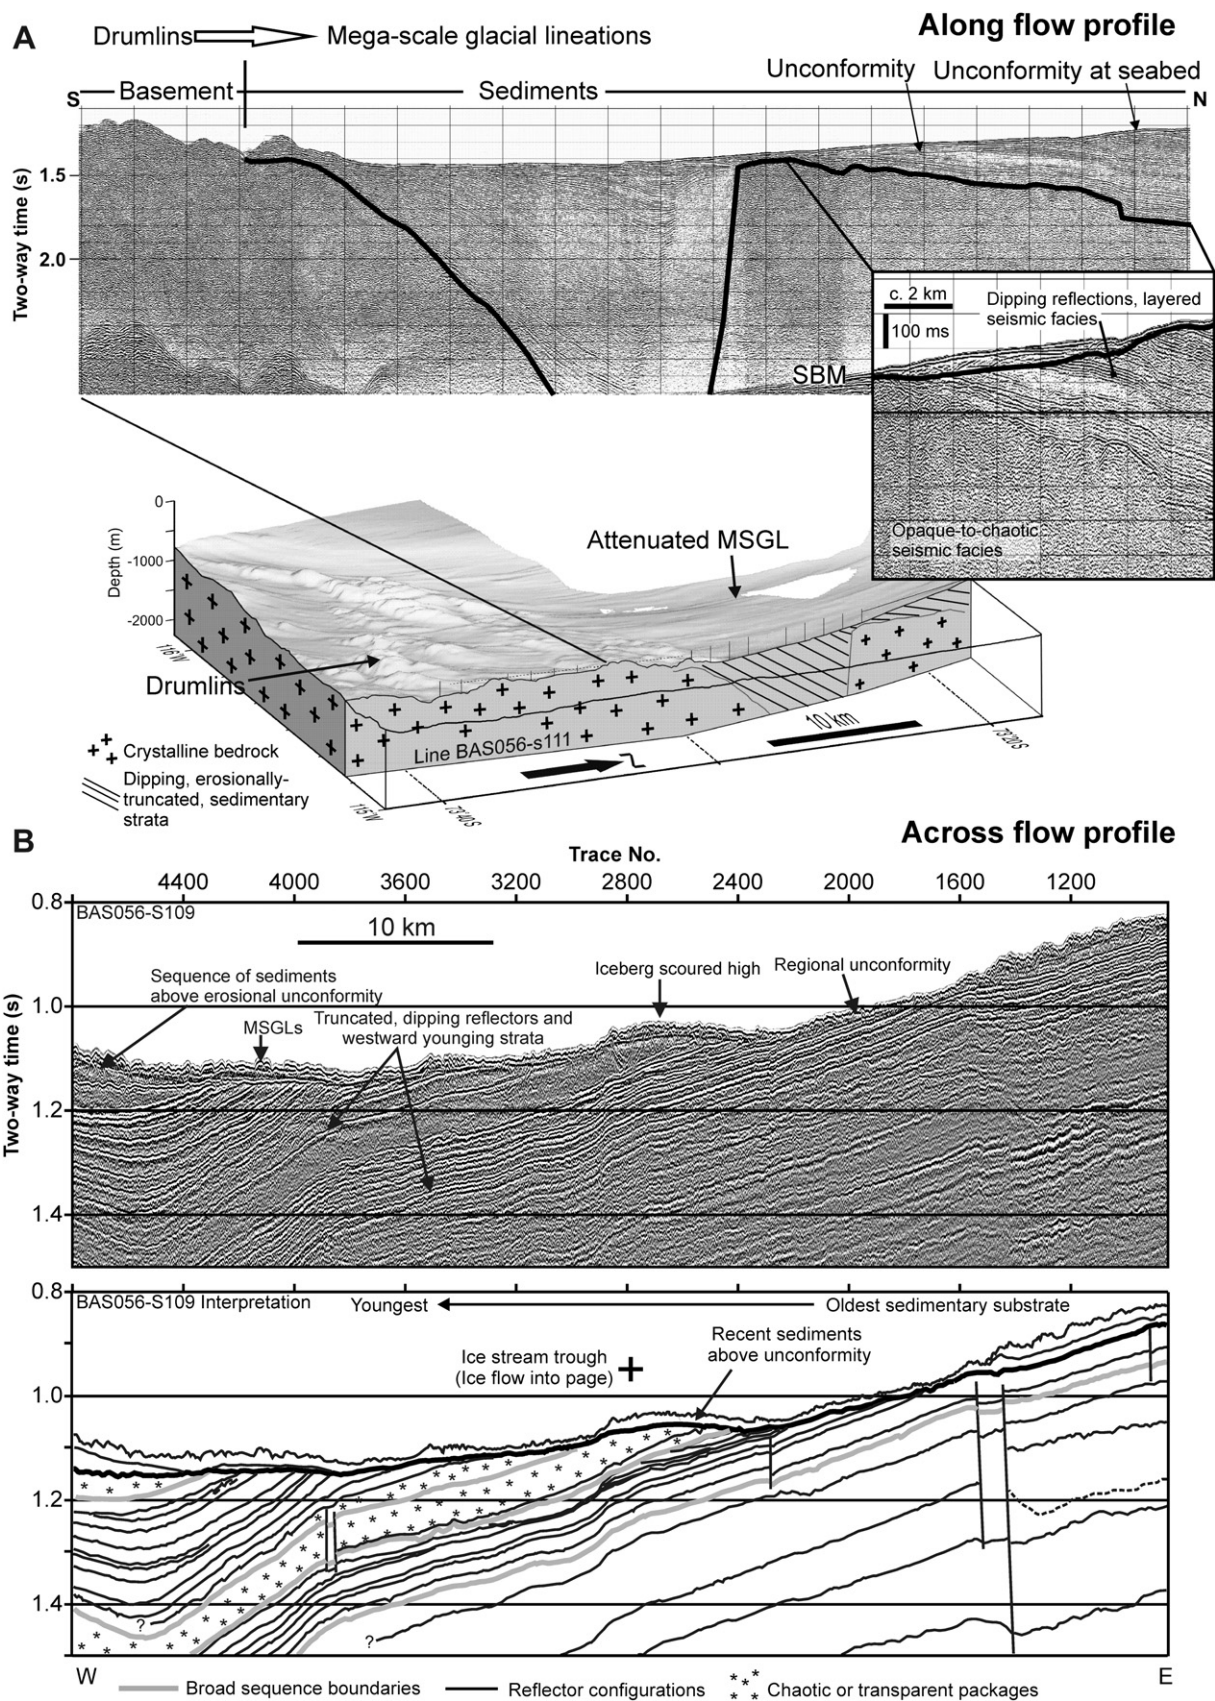 A
Drumlins
Mega-scale glacial lineations
Along flow profile
Unconformity
Unconformity at seabed
S
Basement
Sediments
N
Two-way time (s)
1.5
2.0
c. 2 km
100 ms
Dipping reflections, layered
seismic facies
SBM
Opaque-to-chaotic
seismic facies
Depth (m)
0
-1000
-2000
Attenuated MSGL
Drumlins
116°W
Line BAS056-s111
N
10 km
73°20'S
73°40'S
115°W
Crystalline bedrock
Dipping, erosionally-
truncated, sedimentary
strata
B
Across flow profile
Trace No.
4400 4000 3600 3200 2800 2400 2000 1600 1200
Two-way time (s)
0.8
1.0
1.2
1.4
BAS056-S109
10 km
Sequence of sediments
above erosional unconformity
MSGLs
Truncated, dipping reflectors and
westward younging strata
Iceberg scoured high
Regional unconformity
0.8
1.0
1.2
1.4
BAS056-S109 Interpretation
Youngest
Oldest sedimentary substrate
Ice stream trough
(Ice flow into page)
Recent sediments
above unconformity
?
?
W
E
Broad sequence boundaries
Reflector configurations
Chaotic or transparent packages